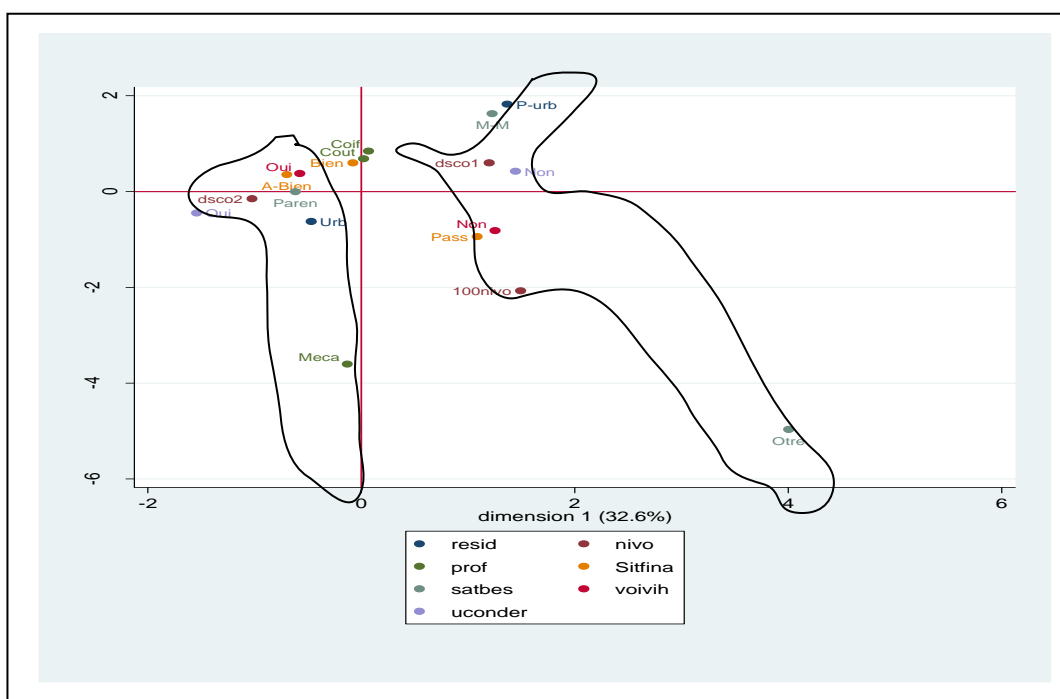 2
P-urb
M-M
Coif
Cout
Bien
dsco1
Oui
Non
A-Bien
0
dsco2
Paren
Oui
Urb
Non
Pass
-2
100nivo
Meca
-4
Otre
-6
-2 0 2 4 6
dimension 1 (32.6%)
resid nivo
prof Sitfina
satbes voivih
uconder